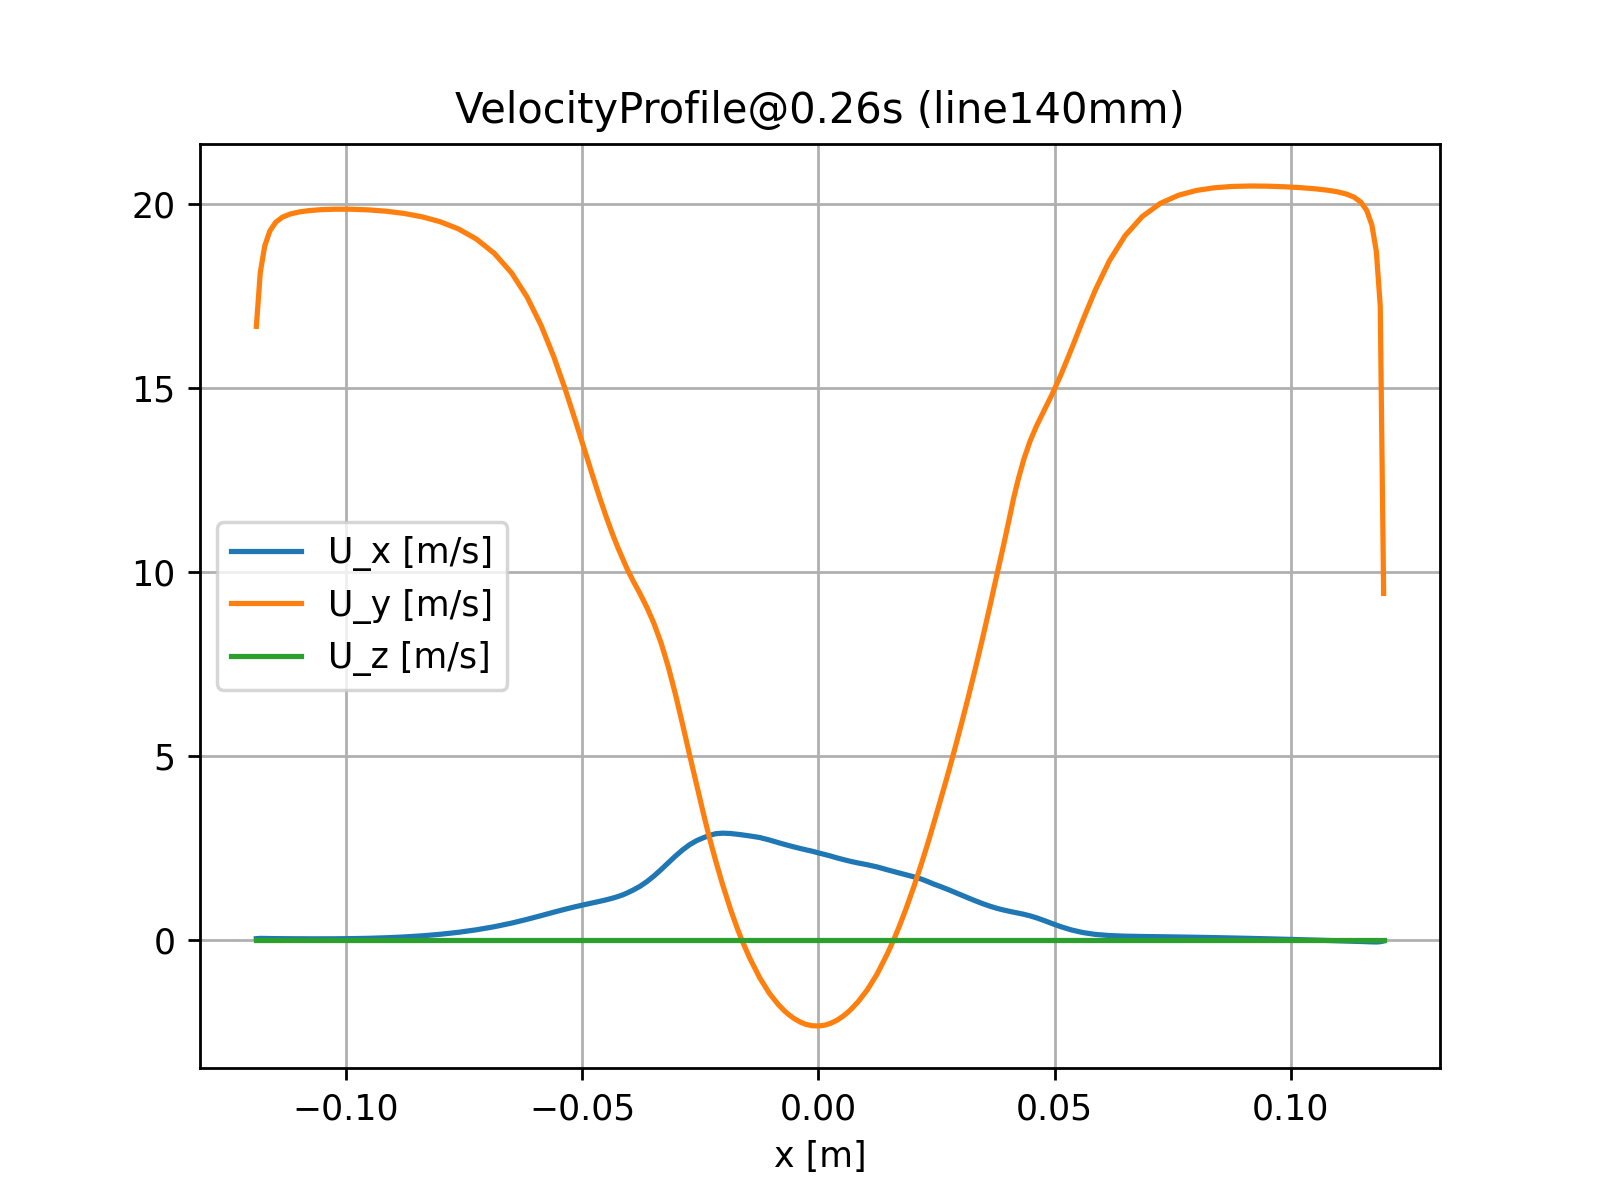 VelocityProfile@0.26s (line140mm)
20
15
10
5
0
U_x [m/s]
U_y [m/s]
U_z [m/s]
−0.10 −0.05 0.00 0.05 0.10
x [m]